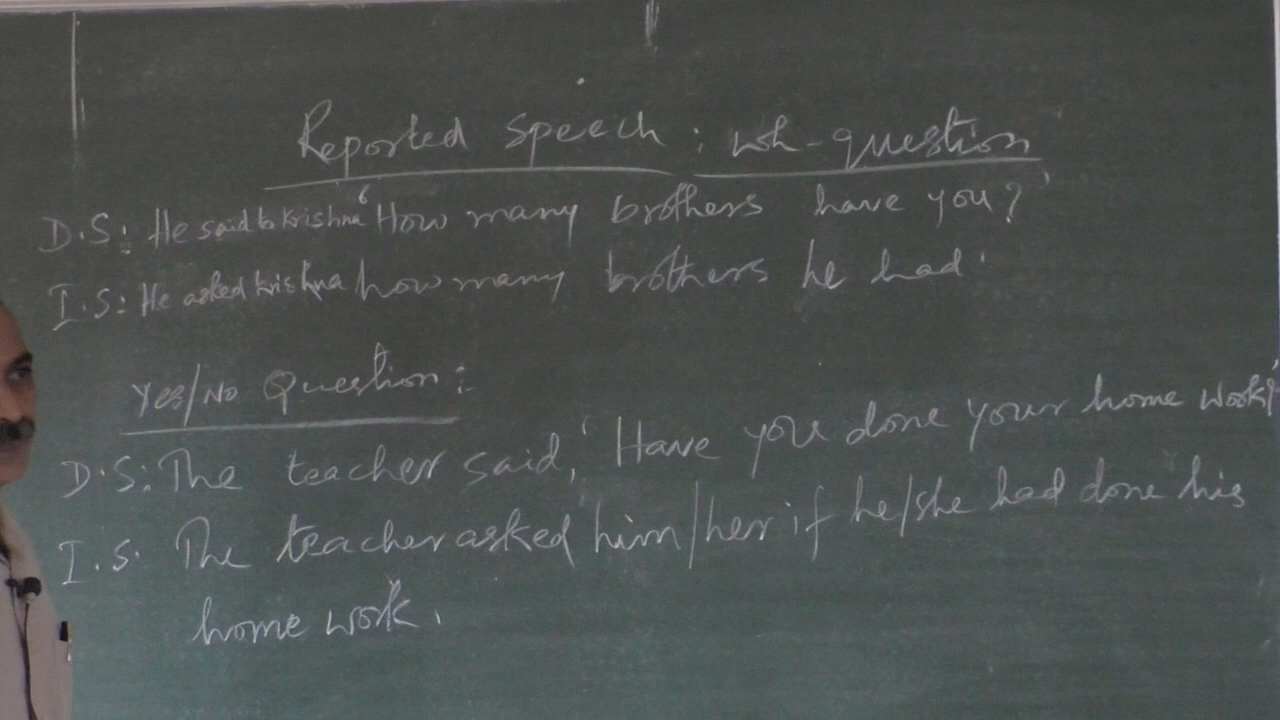 Reported Speech : Wh-question
D.S: He said to Krishna 'How many brothers have you?'
I.S: He asked Krishna how many brothers he had.
Yes/No Question:
D.S: The teacher said, 'Have you done your home work?'
I.S. The teacher asked him/her if he/she had done his
home work.